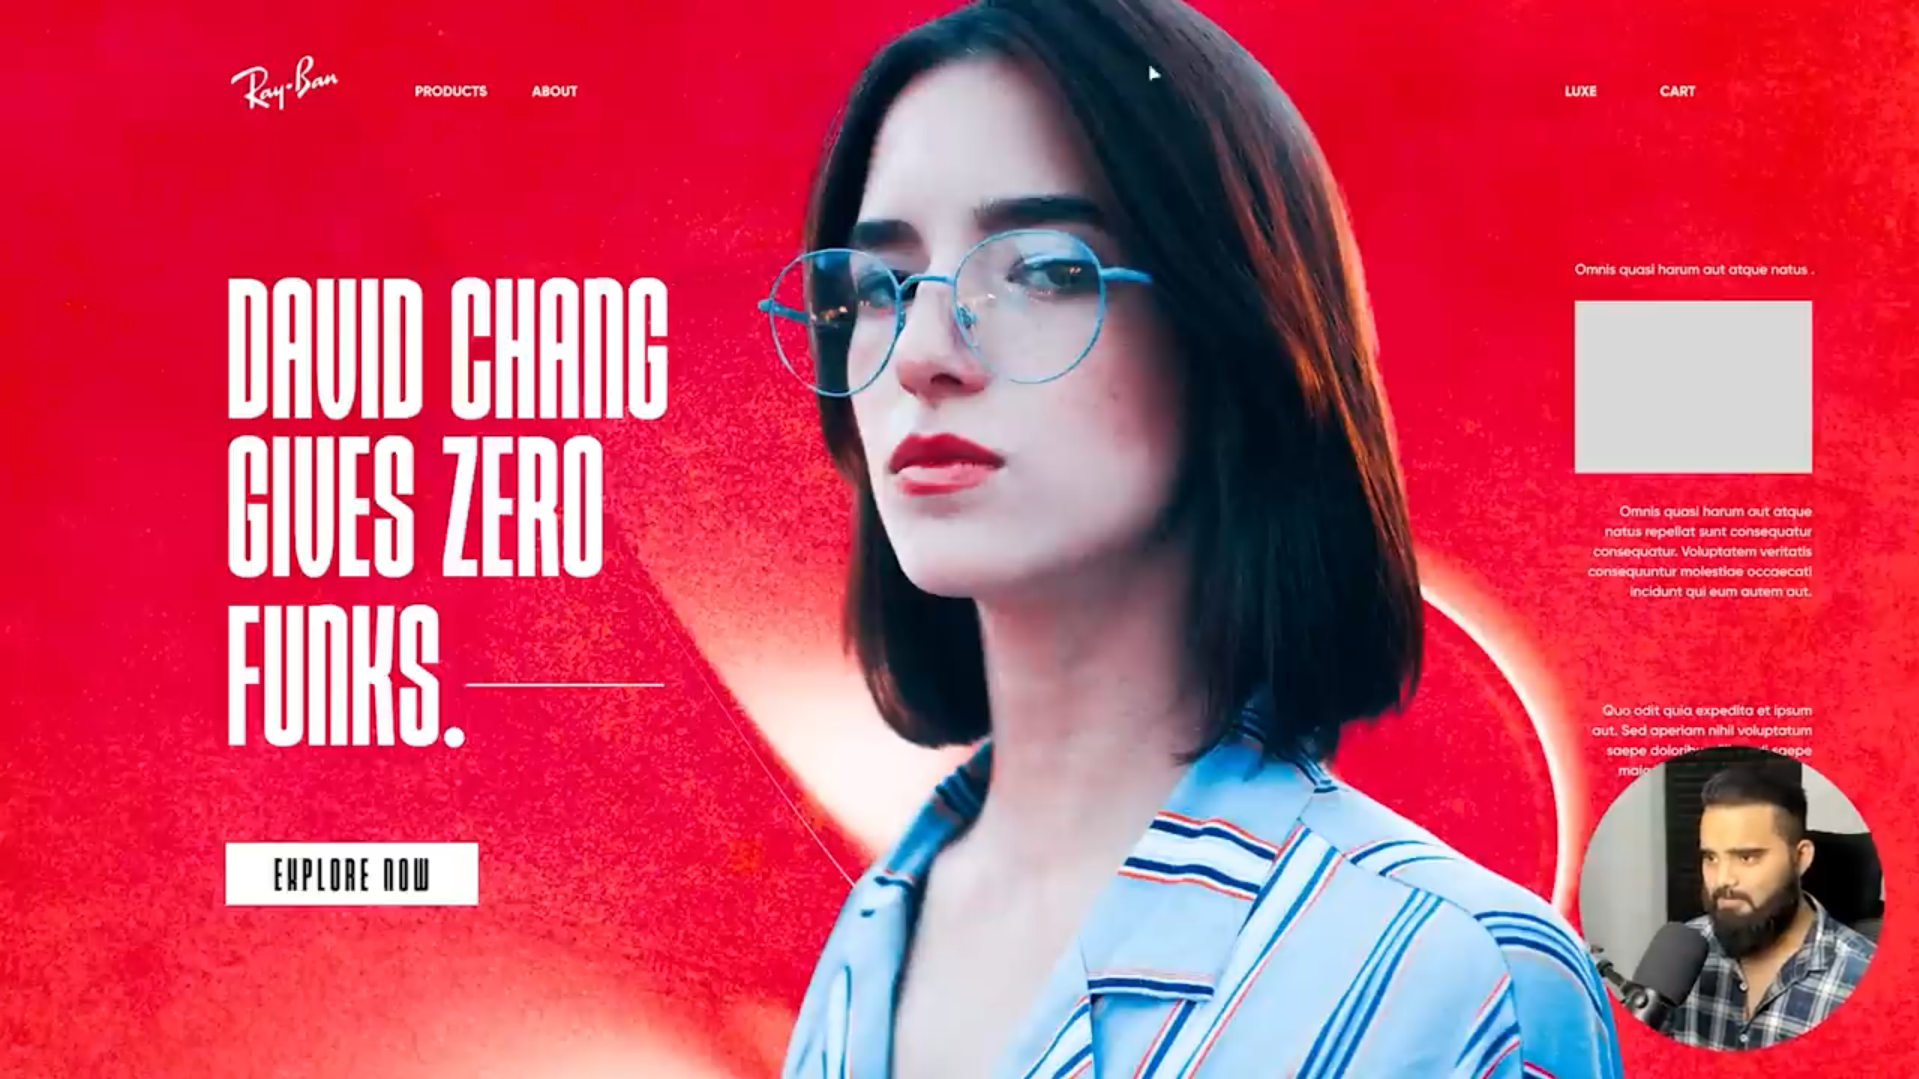 Ray-Ban
PRODUCTS
ABOUT
LUXE
CART
DAVID CHANG
GIVES ZERO
FUNKS.
EXPLORE NOW
Omnis quasi harum aut atque natus .
Omnis quasi harum aut atque
natus repellat sunt consequatur
consequatur. Voluptatem veritatis
consequuntur molestiae occaecati
incidunt qui eum autem aut.
Quo odit quia expedita et ipsum
aut. Sed aperiam nihil voluptatum
saepe saepe